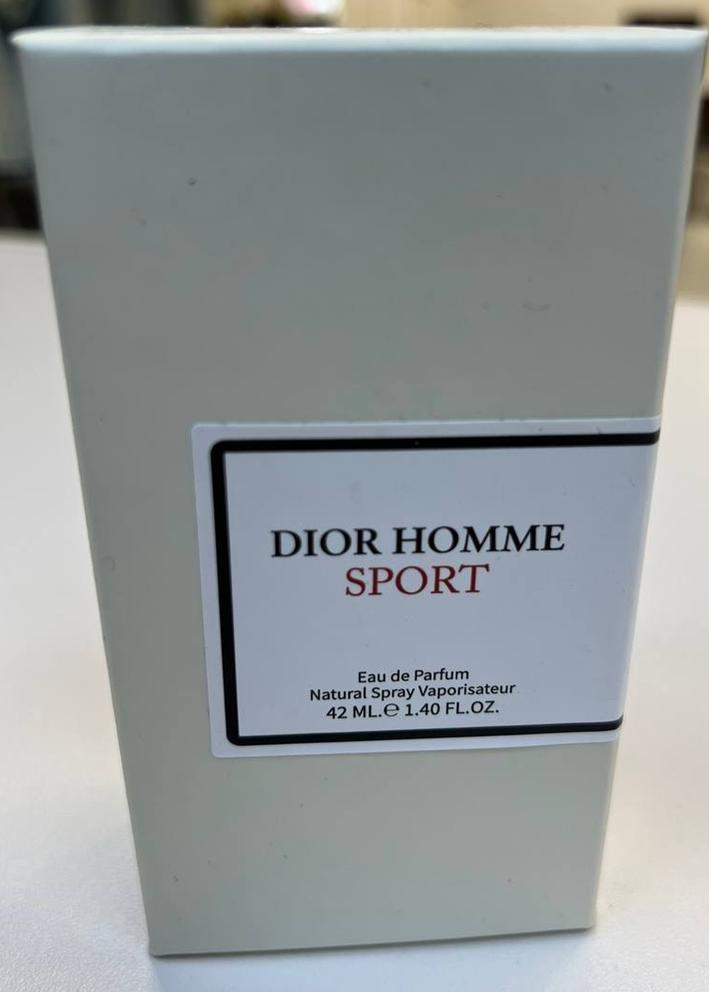 DIOR HOMME
SPORT
Eau de Parfum
Natural Spray Vaporisateur
42 ML.℮ 1.40 FL.OZ.